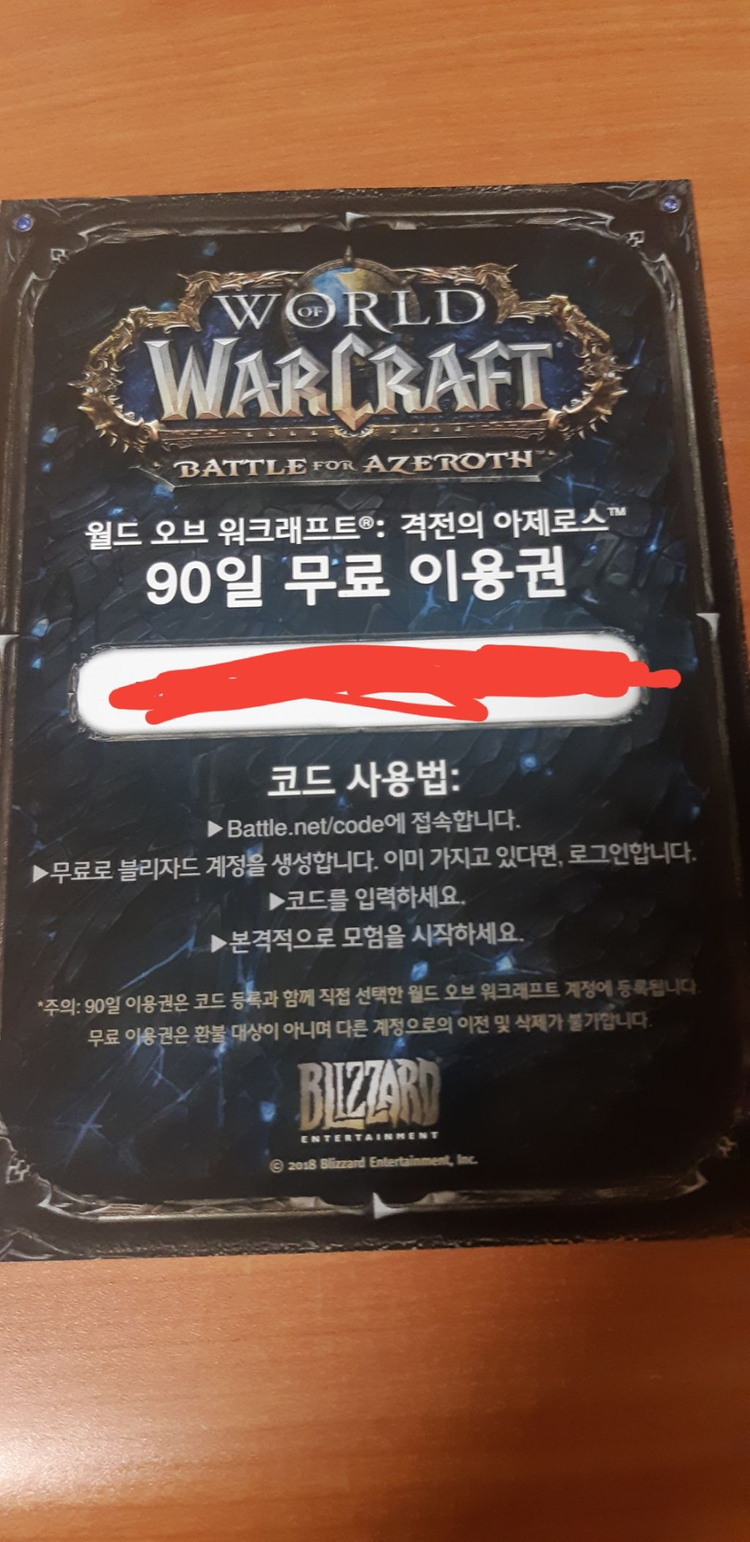 WORLD
OF
WARCRAFT
BATTLE FOR AZEROTH™
월드 오브 워크래프트®: 격전의 아제로스™
90일 무료 이용권
코드 사용법:
▶Battle.net/code에 접속합니다.
▶무료로 블리자드 계정을 생성합니다. 이미 가지고 있다면, 로그인합니다.
▶코드를 입력하세요.
▶본격적으로 모험을 시작하세요.
*주의: 90일 이용권은 코드 등록과 함께 직접 선택한 월드 오브 워크래프트 계정에 등록됩니다.
무료 이용권은 환불 대상이 아니며 다른 계정으로의 이전 및 삭제가 불가합니다.
BLIZZARD
ENTERTAINMENT
© 2018 Blizzard Entertainment, Inc.